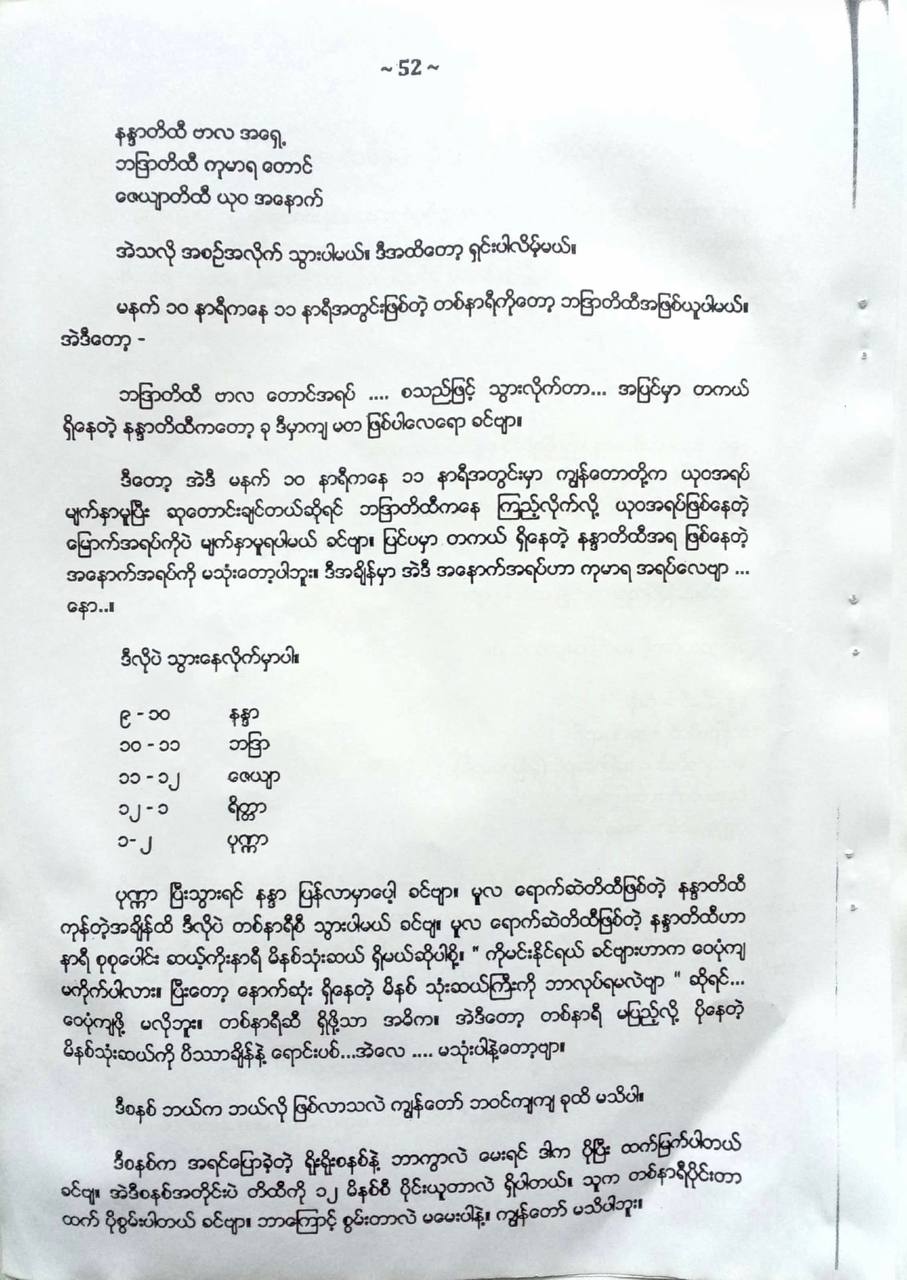 ~ 52 ~
နန္ဒာတိထီ ဗာလ အရှေ့
ဘဒြာတိထီ ကုမာရ တောင်
ဇေယျာတိထီ ယုဝ အနောက်
အဲသလို အစဉ်အလိုက် သွားပါမယ်။ ဒီအထိတော့ ရှင်းပါလိမ့်မယ်။
မနက် ၁၀ နာရီကနေ ၁၁ နာရီအတွင်းဖြစ်တဲ့ တစ်နာရီကိုတော့ ဘဒြာတိထီအဖြစ်ယူပါမယ်။
အဲဒီတော့ -
ဘဒြာတိထီ ဗာလ တောင်အရပ် .... စသည်ဖြင့် သွားလိုက်တာ... အပြင်မှာ တကယ်
ရှိနေတဲ့ နန္ဒာတိထီကတော့ ခု ဒီမှာကျ မတ ဖြစ်ပါလေရော ခင်ဗျာ။
ဒီတော့ အဲဒီ မနက် ၁၀ နာရီကနေ ၁၁ နာရီအတွင်းမှာ ကျွန်တောတို့က ယုဝအရပ်
မျက်နှာမူပြီး ဆုတောင်းချင်တယ်ဆိုရင် ဘဒြာတိထီကနေ ကြည့်လိုက်လို့ ယုဝအရပ်ဖြစ်နေတဲ့
မြောက်အရပ်ကိုပဲ မျက်နှာမူရပါမယ် ခင်ဗျာ။ ပြင်ပမှာ တကယ် ရှိနေတဲ့ နန္ဒာတိထီအရ ဖြစ်နေတဲ့
အနောက်အရပ်ကို မသုံးတော့ပါဘူး။ ဒီအချိန်မှာ အဲဒီ အနောက်အရပ်ဟာ ကုမာရ အရပ်လေဗျာ ...
နော..။
ဒီလိုပဲ သွားနေလိုက်မှာပါ။
၉ - ၁၀ နန္ဒာ
၁၀ - ၁၁ ဘဒြာ
၁၁ - ၁၂ ဇေယျာ
၁၂ - ၁ ရိတ္တာ
၁- ၂ ပုဏ္ဏာ
ပုဏ္ဏာ ပြီးသွားရင် နန္ဒာ ပြန်လာမှာပေါ့ ခင်ဗျာ။ မူလ ရောက်ဆဲတိထီဖြစ်တဲ့ နန္ဒာတိထီ
ကုန်တဲ့အချိန်ထိ ဒီလိုပဲ တစ်နာရီစီ သွားပါမယ် ခင်ဗျ။ မူလ ရောက်ဆဲတိထီဖြစ်တဲ့ နန္ဒာတိထီဟာ
နာရီ စုစုပေါင်း ဆယ့်ကိုးနာရီ မိနစ်သုံးဆယ် ရှိမယ်ဆိုပါစို့။ " ကိုမင်းနိုင်ရယ် ခင်ဗျားဟာက ဝေပုံကျ
မကိုက်ပါလား။ ပြီးတော့ နောက်ဆုံး ရှိနေတဲ့ မိနစ် သုံးဆယ်ကြီးကို ဘာလုပ်ရမလဲဗျာ " ဆိုရင်...
ဝေပုံကျဖို့ မလိုဘူး။ တစ်နာရီဆီ ရှိဖို့သာ အဓိက။ အဲဒီတော့ တစ်နာရီ မပြည့်လို့ ပိုနေတဲ့
မိနစ်သုံးဆယ်ကို ပိဿာချိန်နဲ့ ရောင်းပစ်...အဲလေ .... မသုံးပါနဲ့တော့ဗျာ။
ဒီစနစ် ဘယ်က ဘယ်လို ဖြစ်လာသလဲ ကျွန်တော် ဘဝင်ကျကျ ခုထိ မသိပါ။
ဒီစနစ်က အရင်ပြောခဲ့တဲ့ ရိုးရိုးစနစ်နဲ့ ဘာကွာလဲ မေးရင် ဒါက ပိုပြီး ထက်မြက်ပါတယ်
ခင်ဗျ။ အဲဒီစနစ်အတိုင်းပဲ တိထီကို ၁၂ မိနစ်စီ ပိုင်းယူတာလဲ ရှိပါတယ်။ သူက တစ်နာရီပိုင်းတာ
ထက် ပိုစွမ်းပါတယ် ခင်ဗျာ။ ဘာကြောင့် စွမ်းတာလဲ မမေးပါနဲ့။ ကျွန်တော် မသိပါဘူး။